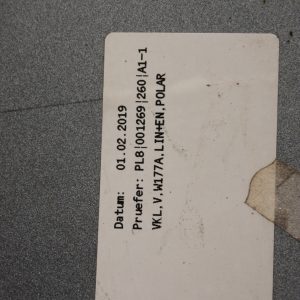 Datum: 01.02.2019
Pruefer: PL8|001269|260|A1-1
VKL,V,W177A,LIN+EN,POLAR